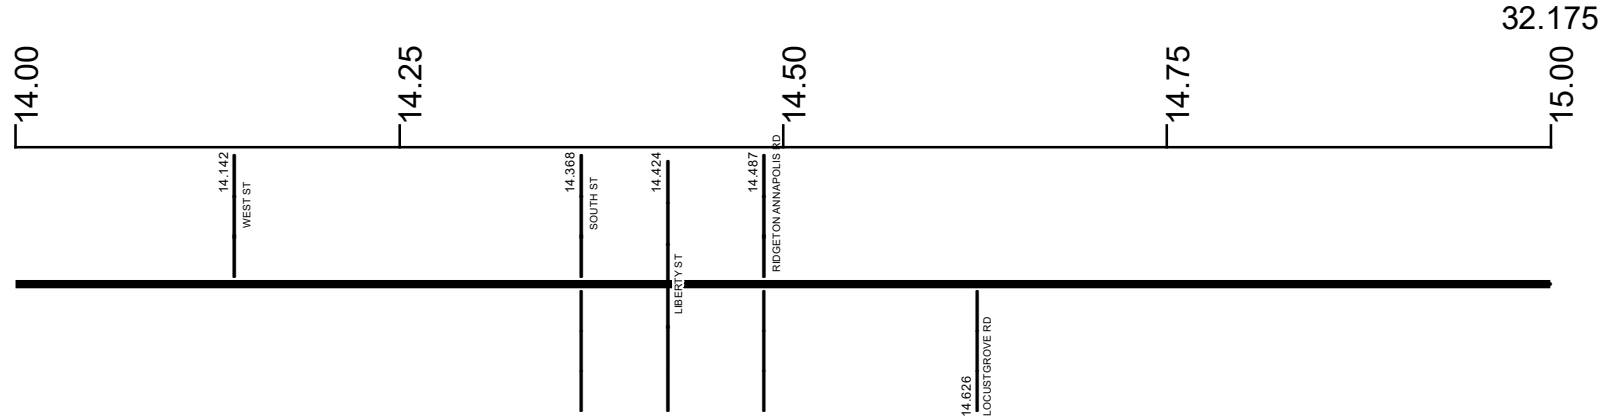 32.175
14.00
14.25
14.50
14.75
15.00
14.142
WEST ST
14.368
SOUTH ST
14.424
LIBERTY ST
14.487
RIDGETON ANNAPOLIS RD
14.626
LOCUSTGROVE RD